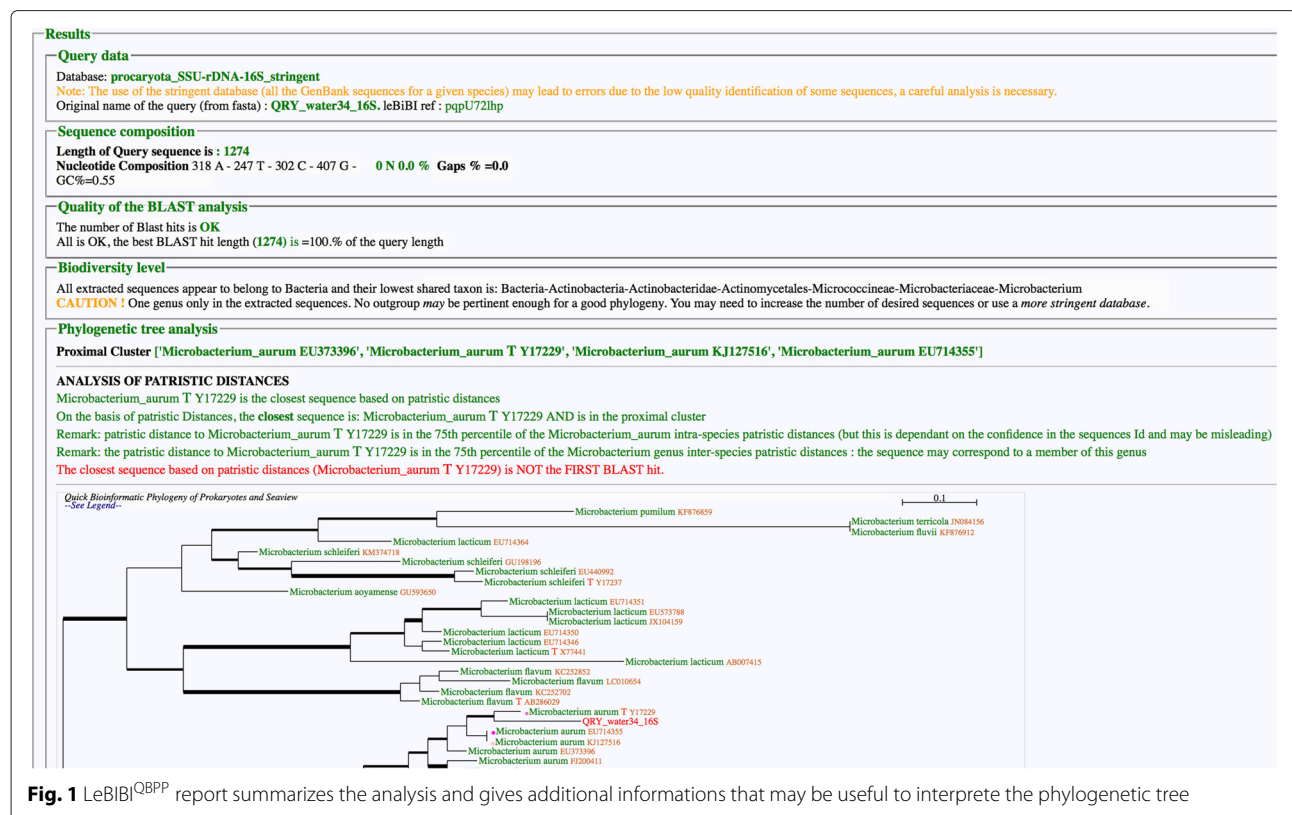 Results
Query data
Database: procaryota_SSU-rDNA-16S_stringent
Note: The use of the stringent database (all the GenBank sequences for a given species) may lead to errors due to the low quality identification of some sequences, a careful analysis is necessary.
Original name of the query (from fasta) : QRY_water34_16S. leBiBI ref : pqpU72lhp
Sequence composition
Length of Query sequence is : 1274
Nucleotide Composition 318 A - 247 T - 302 C - 407 G - 0 N 0.0 % Gaps % =0.0
GC%=0.55
Quality of the BLAST analysis
The number of Blast hits is OK
All is OK, the best BLAST hit length (1274) is =100.% of the query length
Biodiversity level
All extracted sequences appear to belong to Bacteria and their lowest shared taxon is: Bacteria-Actinobacteria-Actinobacteridae-Actinomycetales-Micrococcineae-Microbacteriaceae-Microbacterium
CAUTION ! One genus only in the extracted sequences. No outgroup may be pertinent enough for a good phylogeny. You may need to increase the number of desired sequences or use a more stringent database.
Phylogenetic tree analysis
Proximal Cluster ['Microbacterium_aurum EU373396', 'Microbacterium_aurum T Y17229', 'Microbacterium_aurum KJ127516', 'Microbacterium_aurum EU714355']
ANALYSIS OF PATRISTIC DISTANCES
Microbacterium_aurum T Y17229 is the closest sequence based on patristic distances
On the basis of patristic Distances, the closest sequence is: Microbacterium_aurum T Y17229 AND is in the proximal cluster
Remark: patristic distance to Microbacterium_aurum T Y17229 is in the 75th percentile of the Microbacterium_aurum intra-species patristic distances (but this is dependant on the confidence in the sequences Id and may be misleading)
Remark: the patristic distance to Microbacterium_aurum T Y17229 is in the 75th percentile of the Microbacterium genus inter-species patristic distances : the sequence may correspond to a member of this genus
The closest sequence based on patristic distances (Microbacterium_aurum T Y17229) is NOT the FIRST BLAST hit.
Quick Bioinformatic Phylogeny of Prokaryotes and Seaview
--See Legend--
0.1
Microbacterium pumilum KF876859
Microbacterium terricola JN084156
Microbacterium fluvii KF876912
Microbacterium lacticum EU714364
Microbacterium schleiferi KM374718
Microbacterium schleiferi GU198196
Microbacterium schleiferi EU440992
Microbacterium schleiferi T Y17237
Microbacterium aoyamense GU593650
Microbacterium lacticum EU714351
Microbacterium lacticum EU573788
Microbacterium lacticum JX104159
Microbacterium lacticum EU714350
Microbacterium lacticum EU714346
Microbacterium lacticum T X77441
Microbacterium lacticum AB007415
Microbacterium flavum KC252852
Microbacterium flavum LC010654
Microbacterium flavum KC252702
Microbacterium flavum T AB286029
*Microbacterium aurum T Y17229
QRY_water34_16S
*Microbacterium aurum EU714355
*Microbacterium aurum KJ127516
Microbacterium aurum EU373396
Microbacterium aurum FJ200411
Fig. 1 LeBIBI^QBPP report summarizes the analysis and gives additional informations that may be useful to interprete the phylogenetic tree